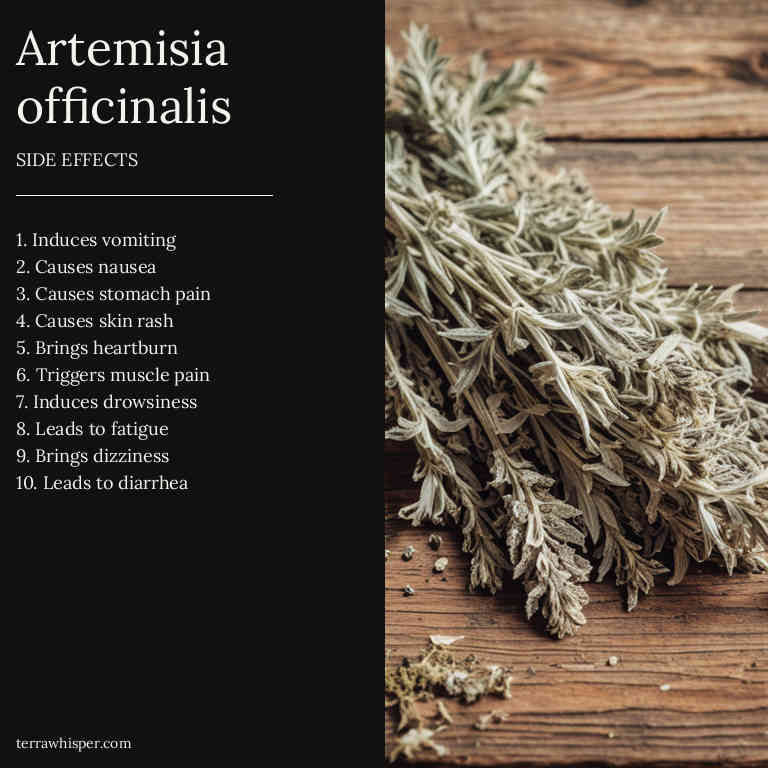 Artemisia
officinalis
SIDE EFFECTS
1. Induces vomiting
2. Causes nausea
3. Causes stomach pain
4. Causes skin rash
5. Brings heartburn
6. Triggers muscle pain
7. Induces drowsiness
8. Leads to fatigue
9. Brings dizziness
10. Leads to diarrhea
terrawhisper.com